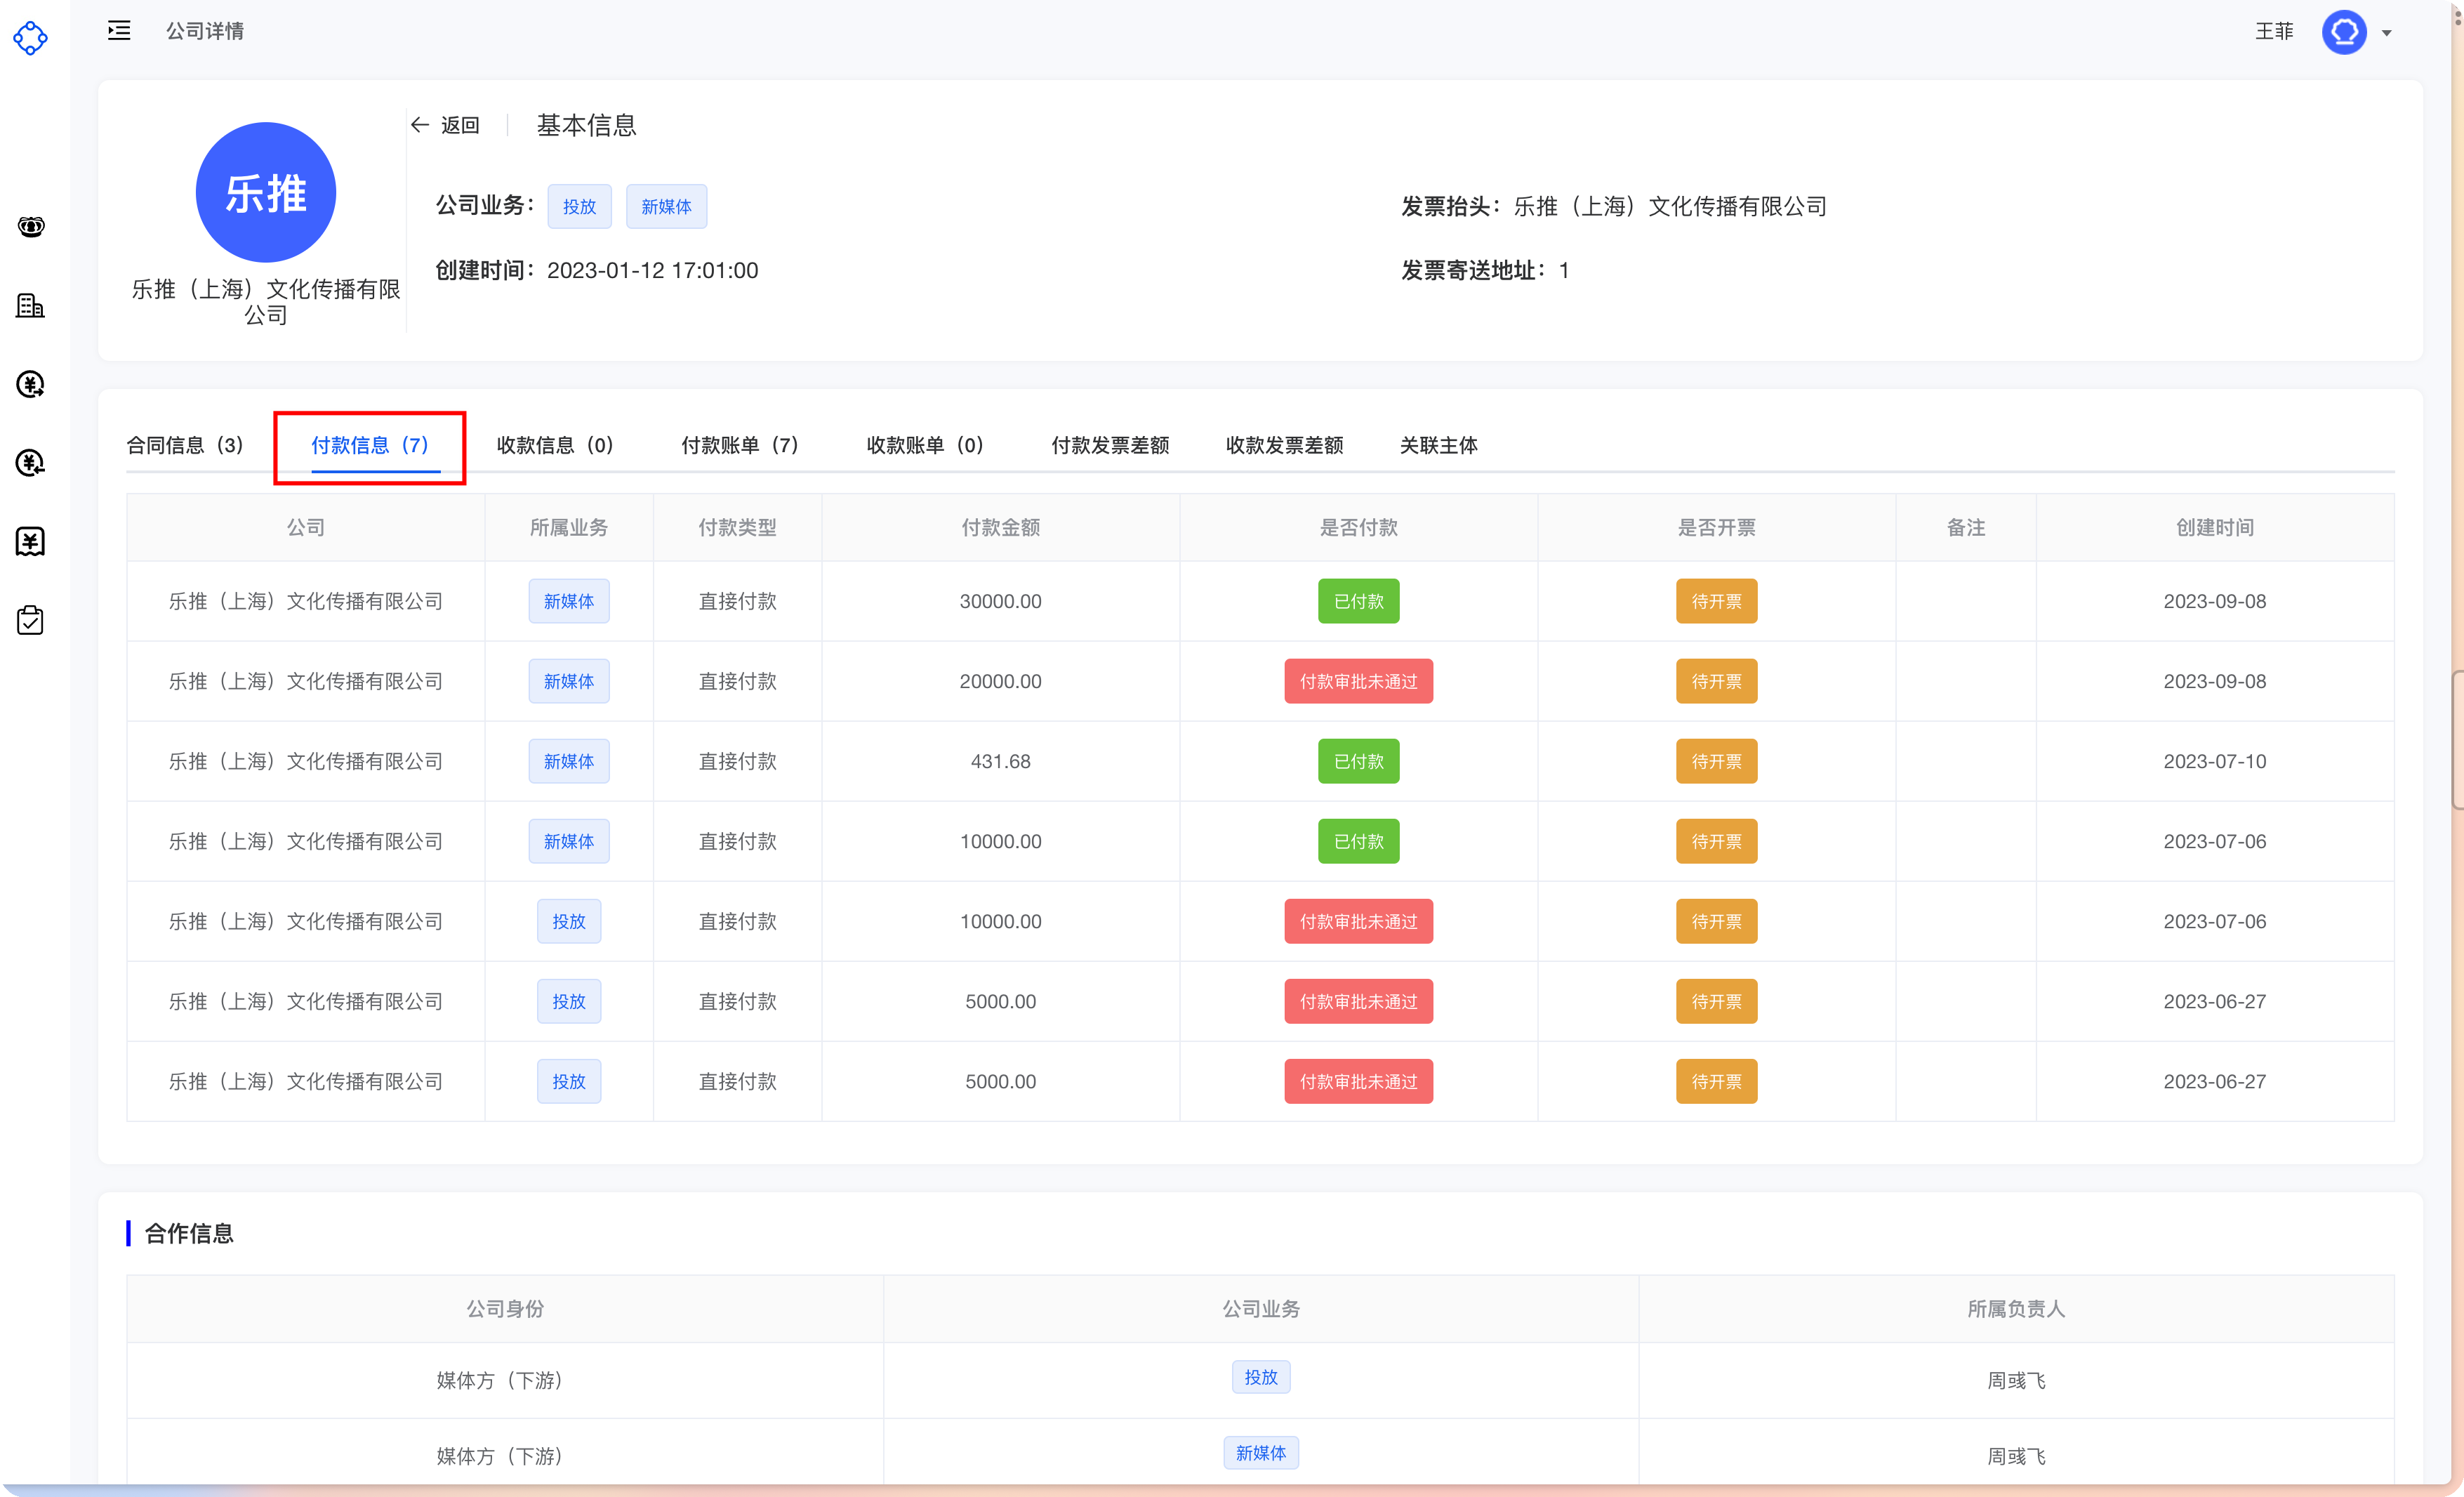 公司详情
王菲
乐推
乐推（上海）文化传播有限
公司
返回
基本信息
公司业务： 投放 新媒体
发票抬头：乐推（上海）文化传播有限公司
创建时间：2023-01-12 17:01:00
发票寄送地址：1
合同信息（3） 付款信息（7） 收款信息（0） 付款账单（7） 收款账单（0） 付款发票差额 收款发票差额 关联主体
公司 所属业务 付款类型 付款金额 是否付款 是否开票 备注 创建时间
乐推（上海）文化传播有限公司 新媒体 直接付款 30000.00 已付款 待开票 2023-09-08
乐推（上海）文化传播有限公司 新媒体 直接付款 20000.00 付款审批未通过 待开票 2023-09-08
乐推（上海）文化传播有限公司 新媒体 直接付款 431.68 已付款 待开票 2023-07-10
乐推（上海）文化传播有限公司 新媒体 直接付款 10000.00 已付款 待开票 2023-07-06
乐推（上海）文化传播有限公司 投放 直接付款 10000.00 付款审批未通过 待开票 2023-07-06
乐推（上海）文化传播有限公司 投放 直接付款 5000.00 付款审批未通过 待开票 2023-06-27
乐推（上海）文化传播有限公司 投放 直接付款 5000.00 付款审批未通过 待开票 2023-06-27
合作信息
公司身份 公司业务 所属负责人
媒体方（下游） 投放 周彧飞
媒体方（下游） 新媒体 周彧飞